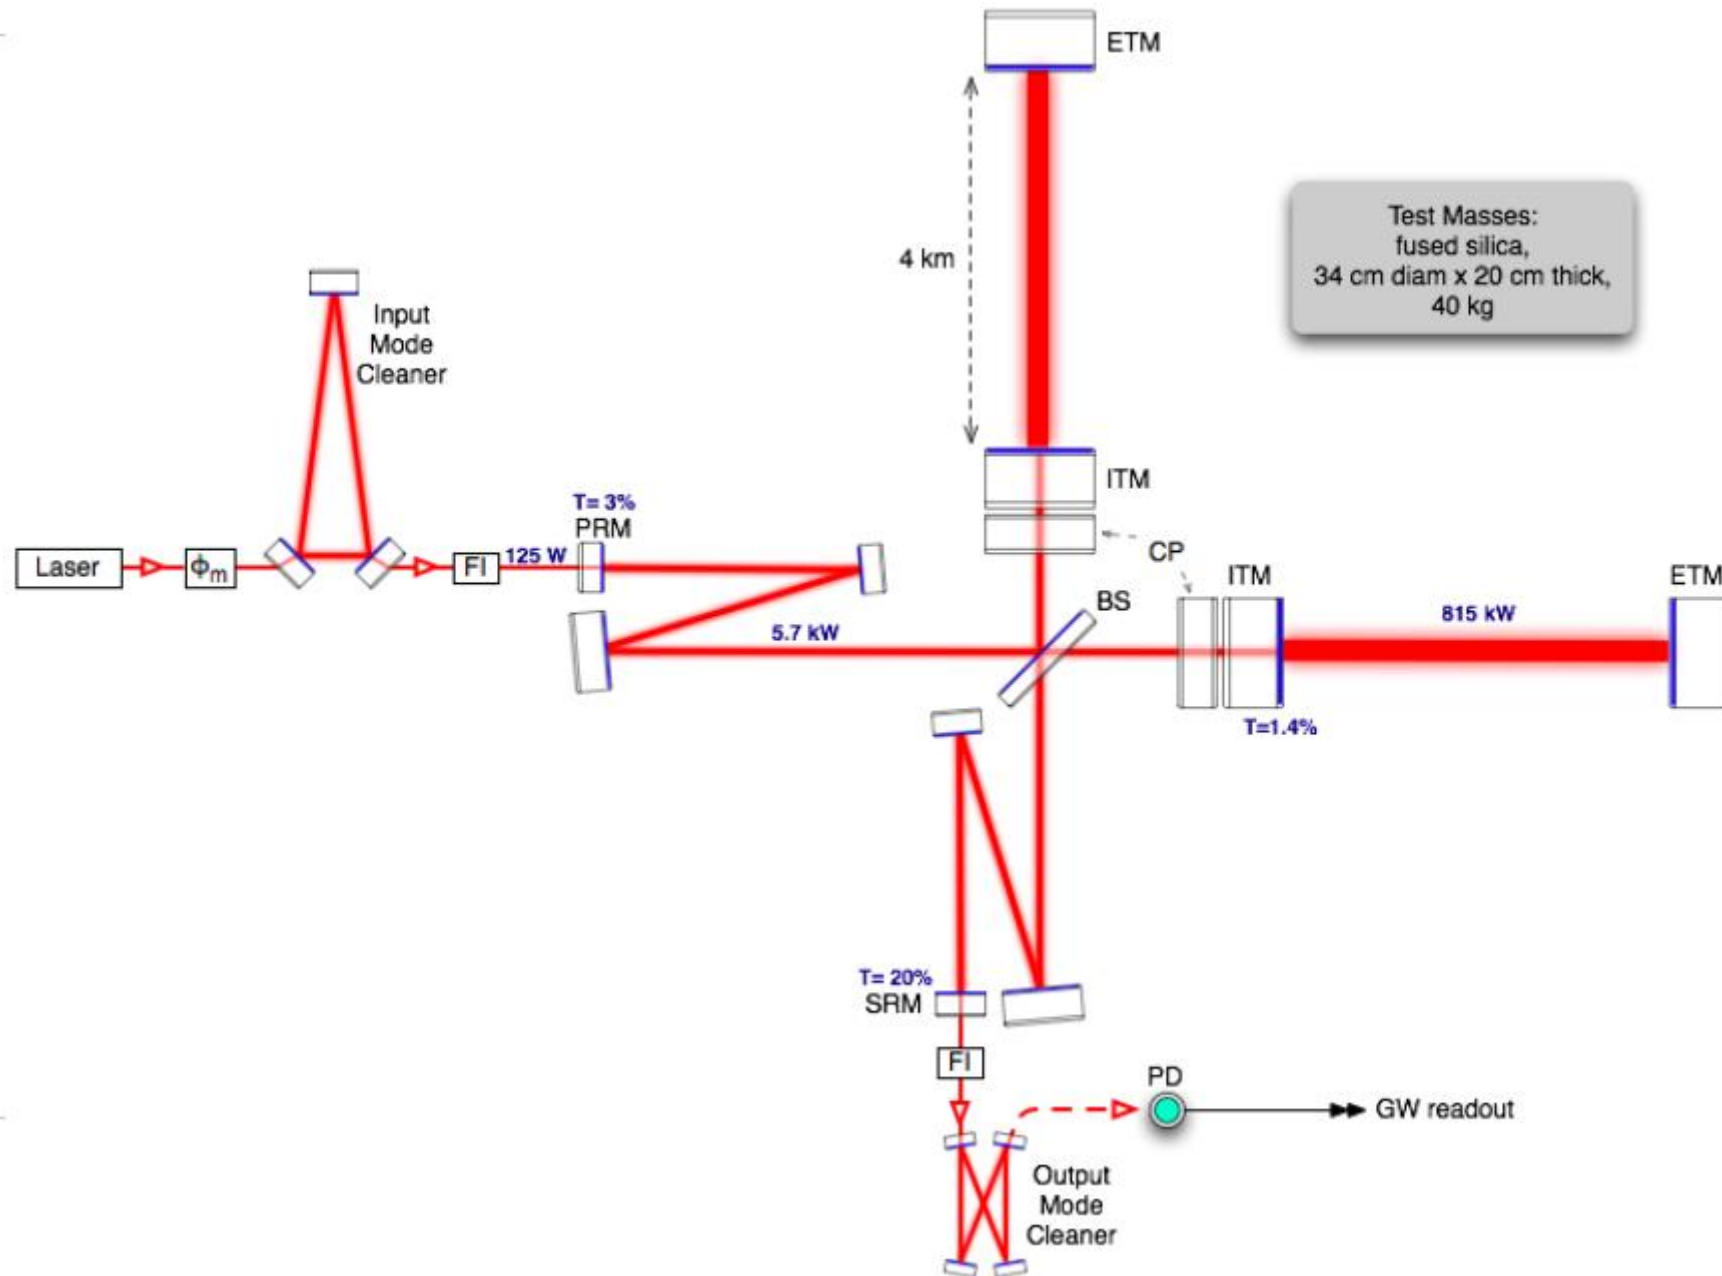 ETM
4 km
Test Masses:
fused silica,
34 cm diam x 20 cm thick,
40 kg
Input
Mode
Cleaner
ITM
T= 3%
PRM
Laser
ϕm
FI
125 W
CP
ITM
ETM
BS
5.7 kW
815 kW
T=1.4%
T= 20%
SRM
FI
PD
GW readout
Output
Mode
Cleaner